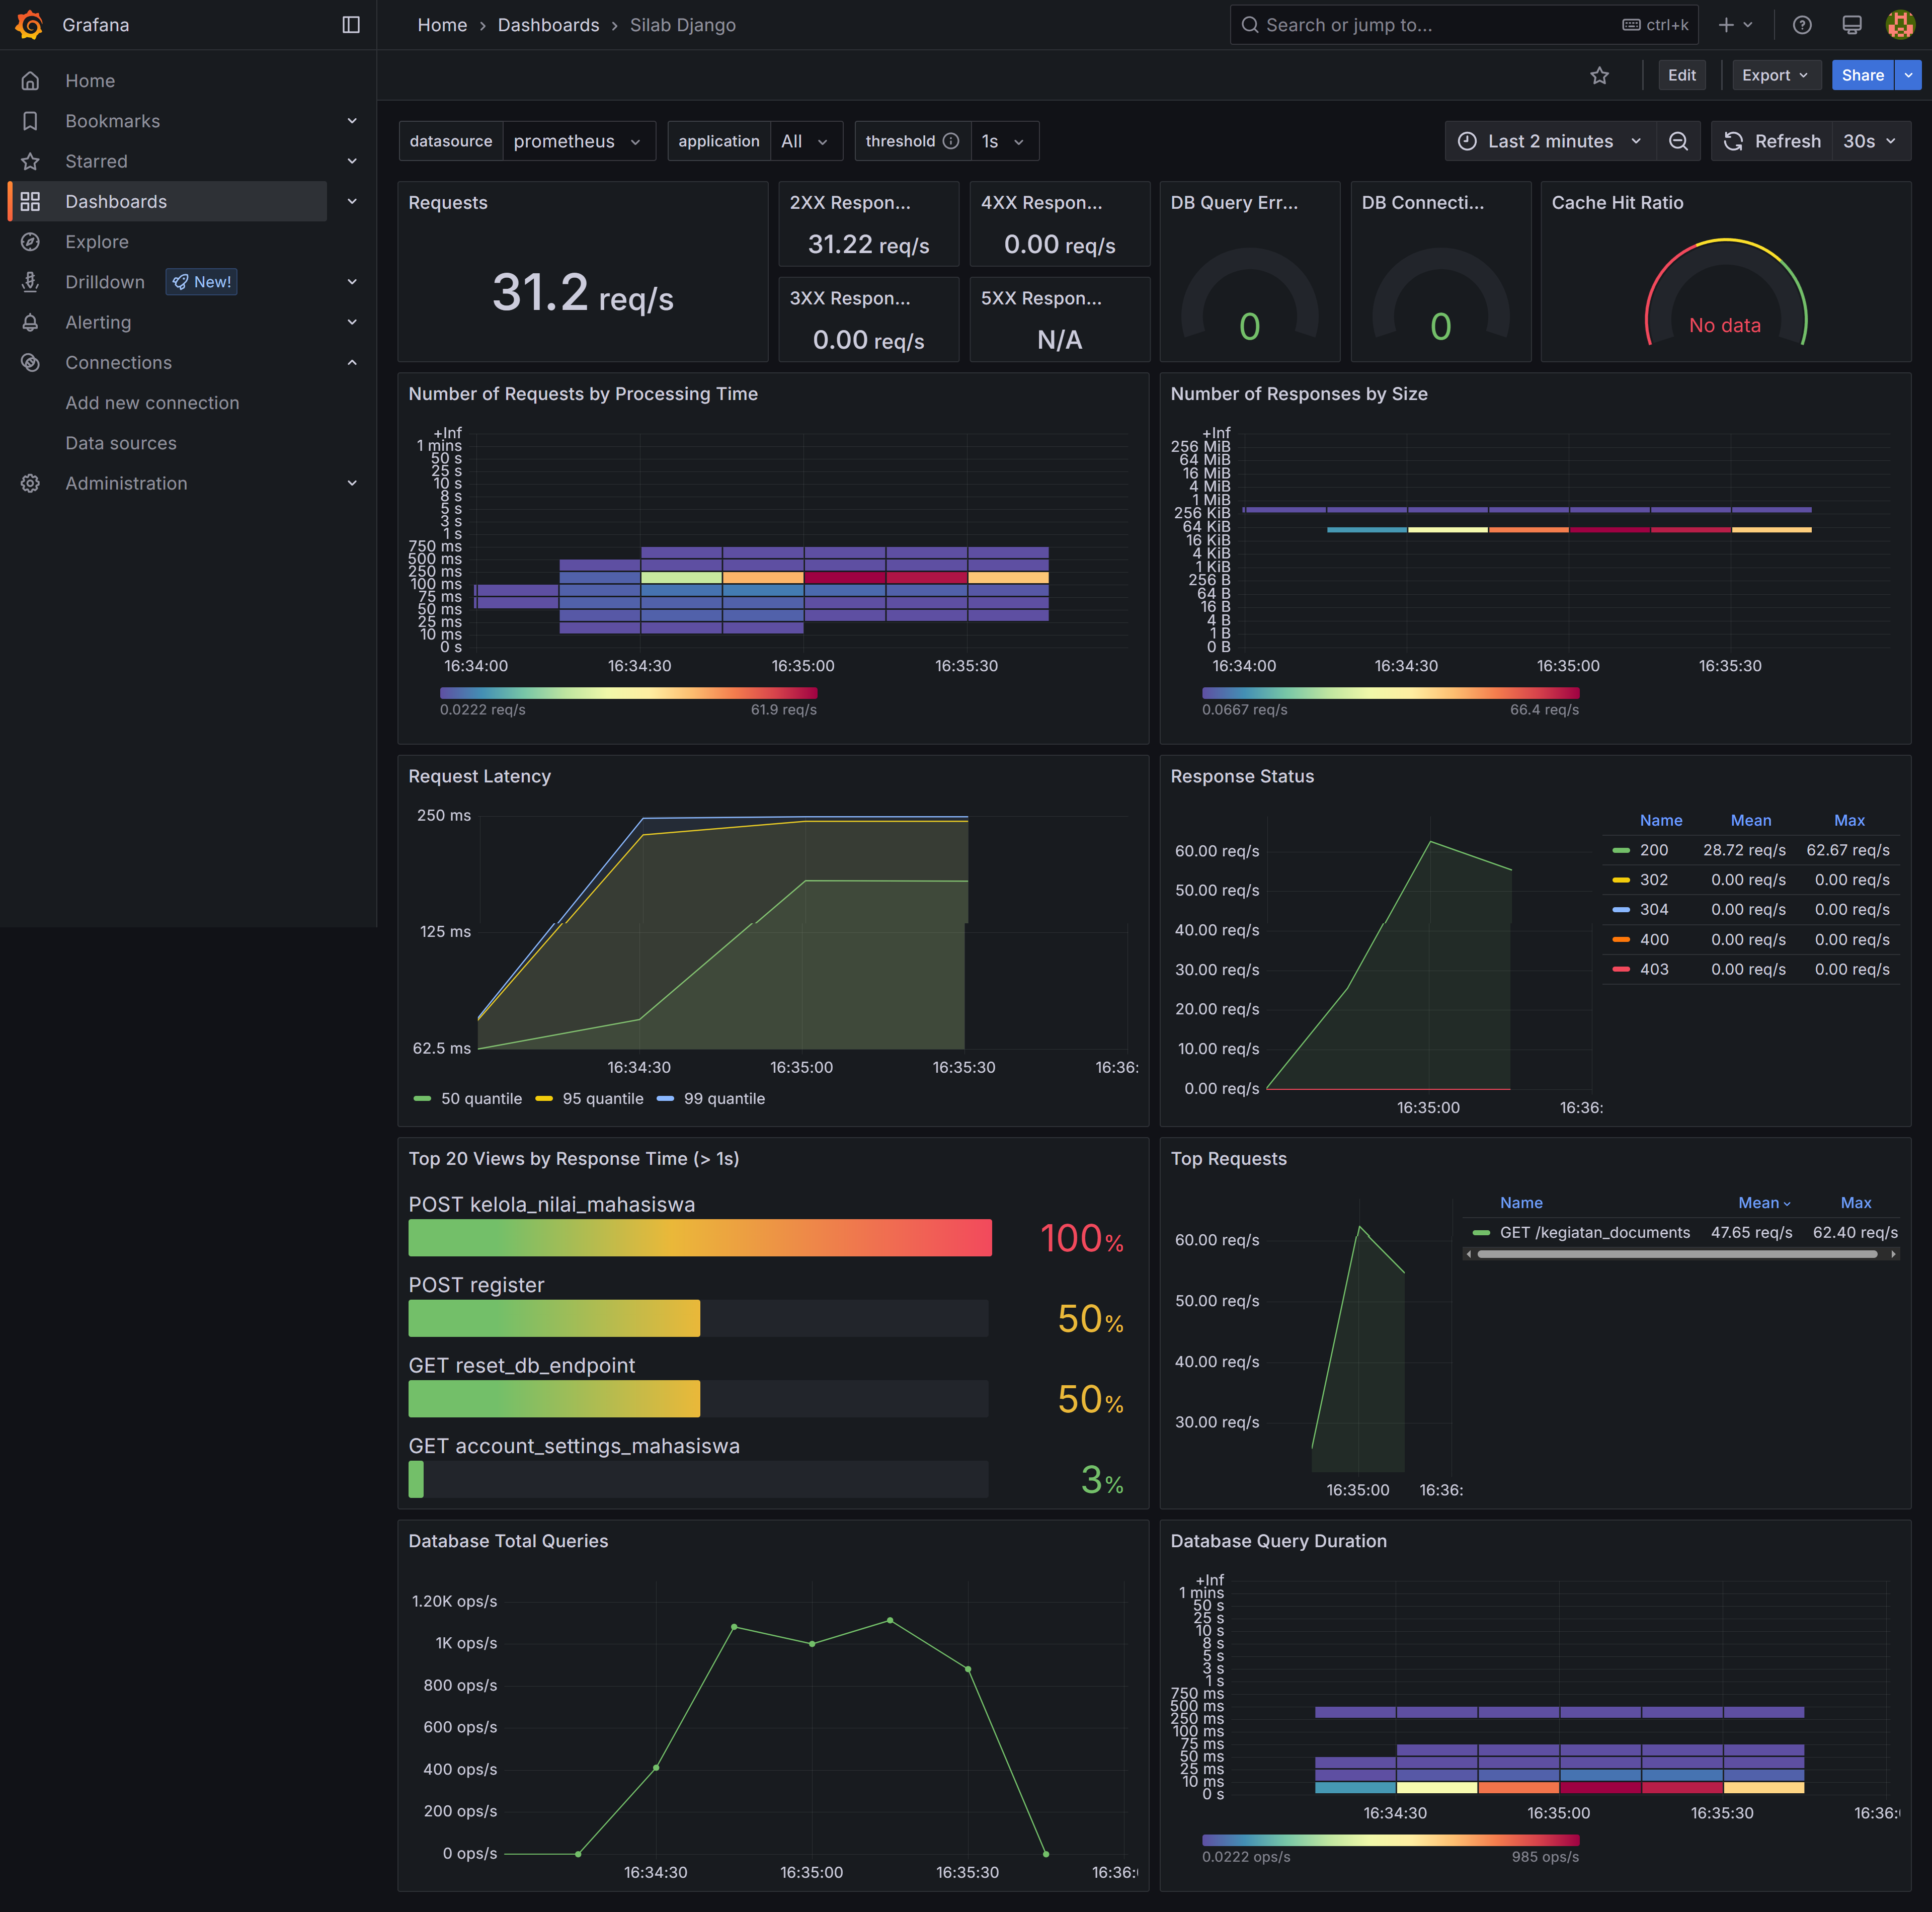 Grafana
Home › Dashboards › Silab Django
Search or jump to...
ctrl+k
Home
Bookmarks
Starred
Dashboards
Explore
Drilldown
New!
Alerting
Connections
Add new connection
Data sources
Administration
Edit
Export
Share
datasource
prometheus
application
All
threshold
1s
Last 2 minutes
Refresh
30s
Requests
31.2 req/s
2XX Respon...
31.22 req/s
4XX Respon...
0.00 req/s
3XX Respon...
0.00 req/s
5XX Respon...
N/A
DB Query Err...
0
DB Connecti...
0
Cache Hit Ratio
No data
Number of Requests by Processing Time
+Inf
1 mins
50 s
25 s
10 s
8 s
5 s
3 s
1 s
750 ms
500 ms
250 ms
100 ms
75 ms
50 ms
25 ms
10 ms
0 s
16:34:00 16:34:30 16:35:00 16:35:30
0.0222 req/s 61.9 req/s
Number of Responses by Size
+Inf
256 MiB
64 MiB
16 MiB
4 MiB
1 MiB
256 KiB
64 KiB
16 KiB
4 KiB
1 KiB
256 B
64 B
16 B
4 B
1 B
0 B
16:34:00 16:34:30 16:35:00 16:35:30
0.0667 req/s 66.4 req/s
Request Latency
250 ms
125 ms
62.5 ms
16:34:30 16:35:00 16:35:30 16:36:
50 quantile 95 quantile 99 quantile
Response Status
60.00 req/s
50.00 req/s
40.00 req/s
30.00 req/s
20.00 req/s
10.00 req/s
0.00 req/s
16:35:00 16:36:
Name Mean Max
200 28.72 req/s 62.67 req/s
302 0.00 req/s 0.00 req/s
304 0.00 req/s 0.00 req/s
400 0.00 req/s 0.00 req/s
403 0.00 req/s 0.00 req/s
Top 20 Views by Response Time (> 1s)
POST kelola_nilai_mahasiswa
100%
POST register
50%
GET reset_db_endpoint
50%
GET account_settings_mahasiswa
3%
Top Requests
60.00 req/s
50.00 req/s
40.00 req/s
30.00 req/s
16:35:00 16:36:
Name Mean Max
GET /kegiatan_documents 47.65 req/s 62.40 req/s
Database Total Queries
1.20K ops/s
1K ops/s
800 ops/s
600 ops/s
400 ops/s
200 ops/s
0 ops/s
16:34:30 16:35:00 16:35:30 16:36:
Database Query Duration
+Inf
1 mins
50 s
25 s
10 s
8 s
5 s
3 s
1 s
750 ms
500 ms
250 ms
100 ms
75 ms
50 ms
25 ms
10 ms
0 s
16:34:30 16:35:00 16:35:30 16:36:
0.0222 ops/s 985 ops/s